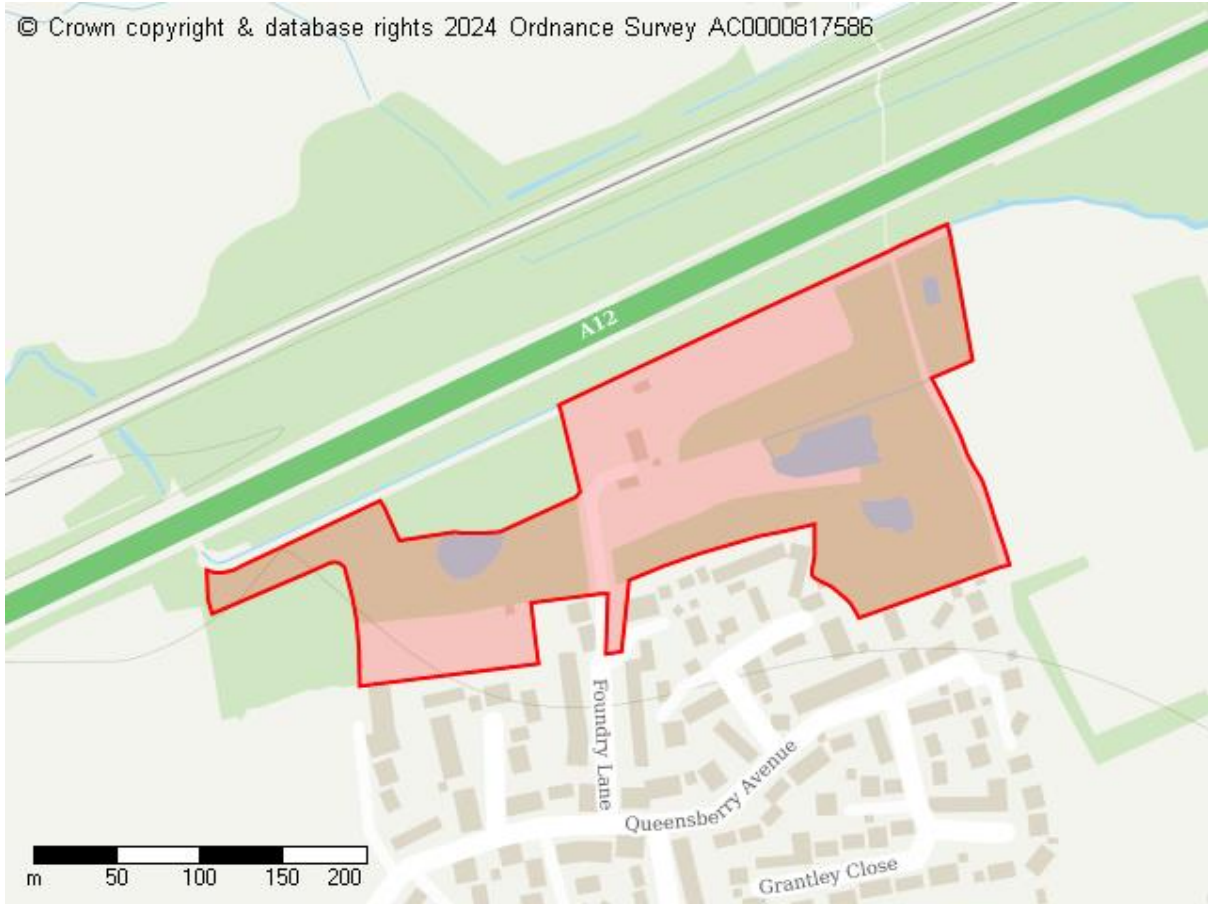 © Crown copyright & database rights 2024 Ordnance Survey AC0000817586
A12
Foundry Lane
Queensberry Avenue
Grantley Close
m 50 100 150 200